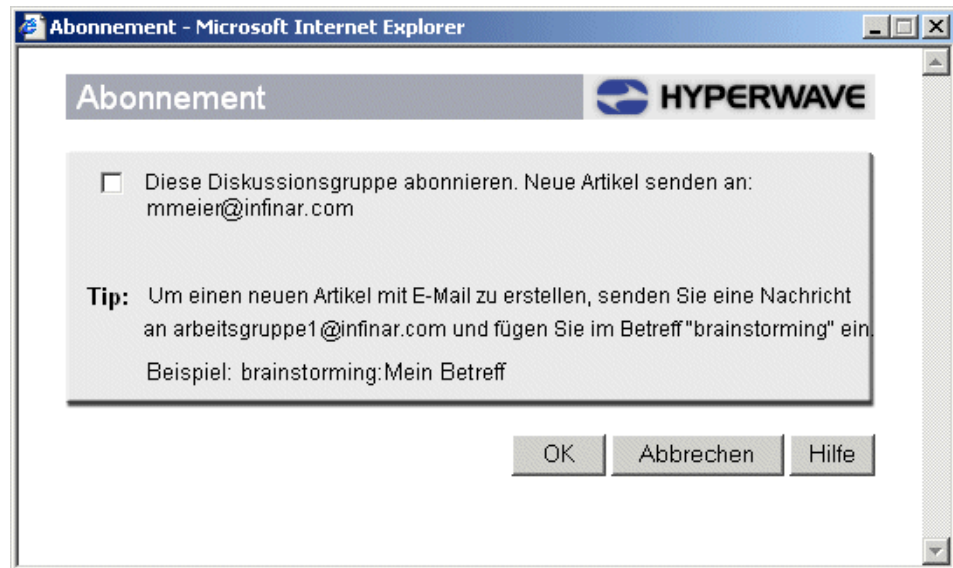 Abonnement - Microsoft Internet Explorer
Abonnement
HYPERWAVE
Diese Diskussionsgruppe abonnieren. Neue Artikel senden an:
mmeier@infinar.com
Tip: Um einen neuen Artikel mit E-Mail zu erstellen, senden Sie eine Nachricht
an arbeitsgruppe1@infinar.com und fügen Sie im Betreff "brainstorming" ein.
Beispiel: brainstorming:Mein Betreff
OK Abbrechen Hilfe